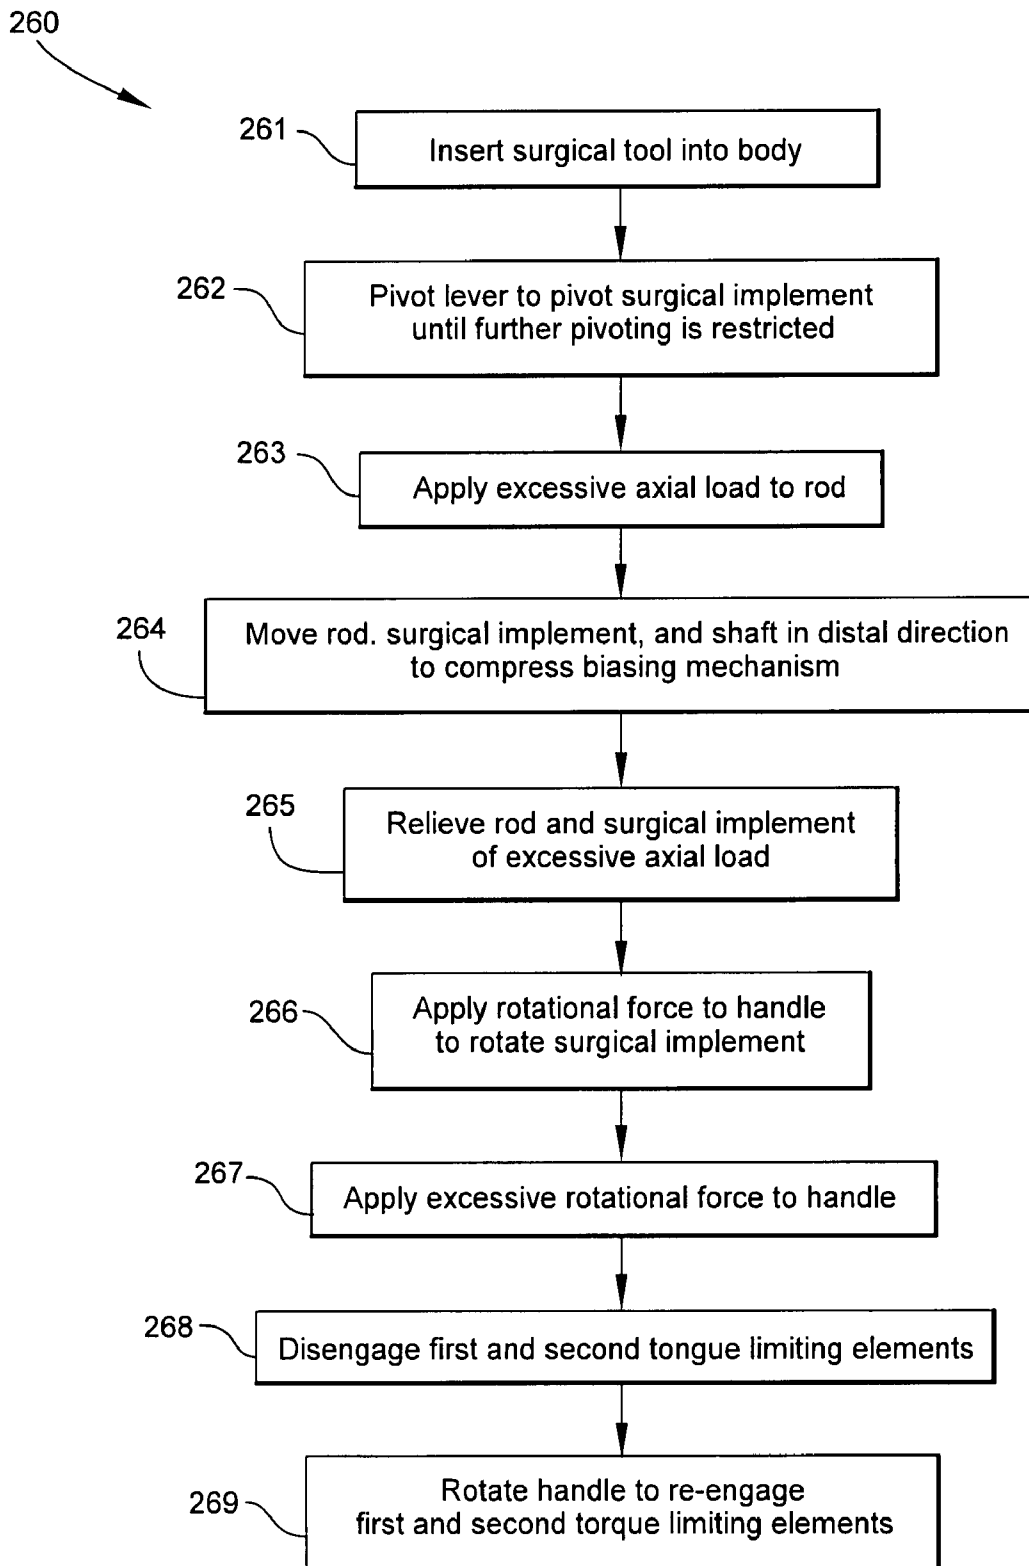 260
261
Insert surgical tool into body
262
Pivot lever to pivot surgical implement
until further pivoting is restricted
263
Apply excessive axial load to rod
264
Move rod. surgical implement, and shaft in distal direction
to compress biasing mechanism
265
Relieve rod and surgical implement
of excessive axial load
266
Apply rotational force to handle
to rotate surgical implement
267
Apply excessive rotational force to handle
268
Disengage first and second tongue limiting elements
269
Rotate handle to re-engage
first and second torque limiting elements